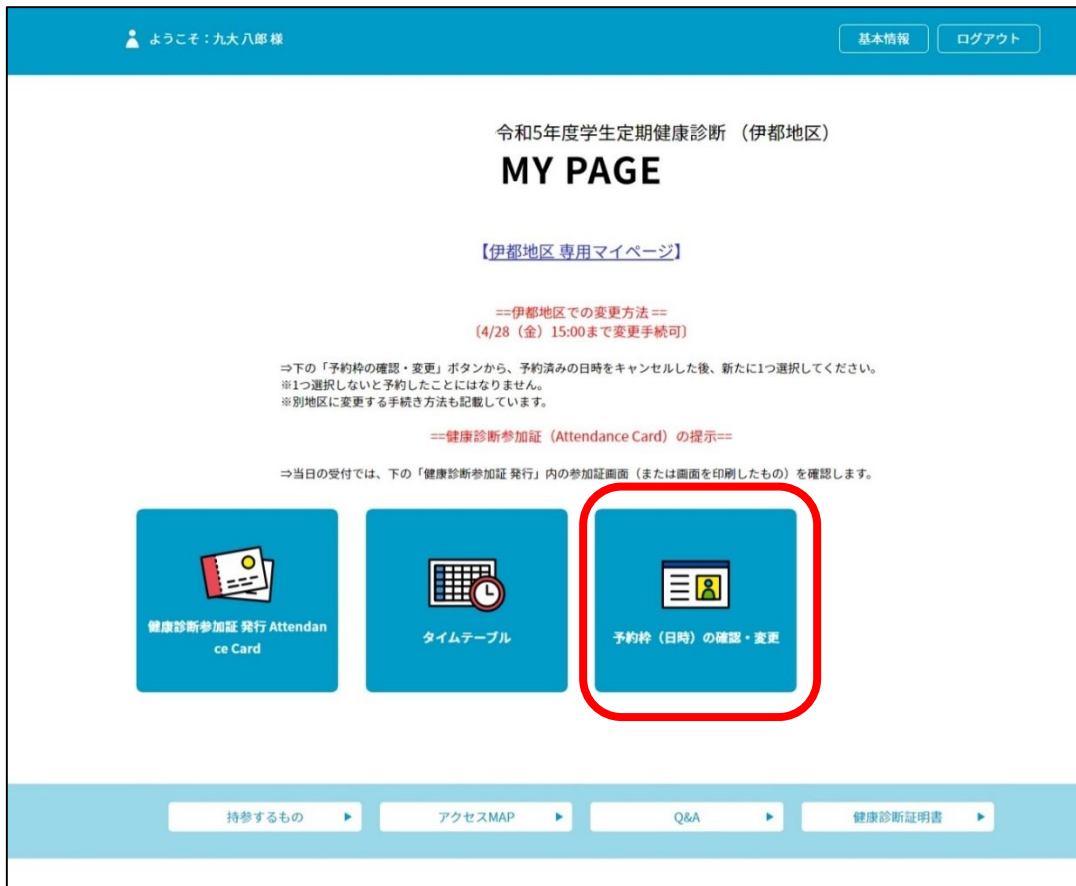 ようこそ：九大八郎 様
基本情報
ログアウト
令和5年度学生定期健康診断 （伊都地区）
MY PAGE
【伊都地区 専用マイページ】
==伊都地区での変更方法 ==
〔4/28（金）15:00まで変更手続可〕
⇒下の「予約枠の確認・変更」ボタンから、予約済みの日時をキャンセルした後、新たに1つ選択してください。
※1つ選択しないと予約したことにはなりません。
※別地区に変更する手続き方法も記載しています。
==健康診断参加証（Attendance Card）の提示==
⇒当日の受付では、下の「健康診断参加証 発行」内の参加証画面（または画面を印刷したもの）を確認します。
健康診断参加証 発行 Attendan
ce Card
タイムテーブル
予約枠（日時）の確認・変更
持参するもの
アクセスMAP
Q&A
健康診断証明書